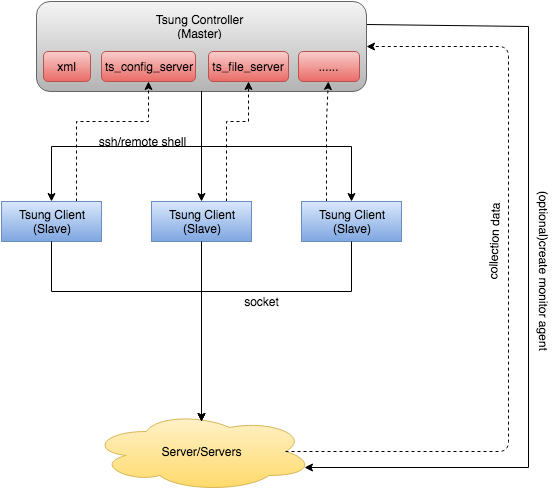 Tsung Controller
(Master)
xml
ts_config_server
ts_file_server
......
ssh/remote shell
Tsung Client
(Slave)
Tsung Client
(Slave)
Tsung Client
(Slave)
socket
collection data
(optional)create monitor agent
Server/Servers